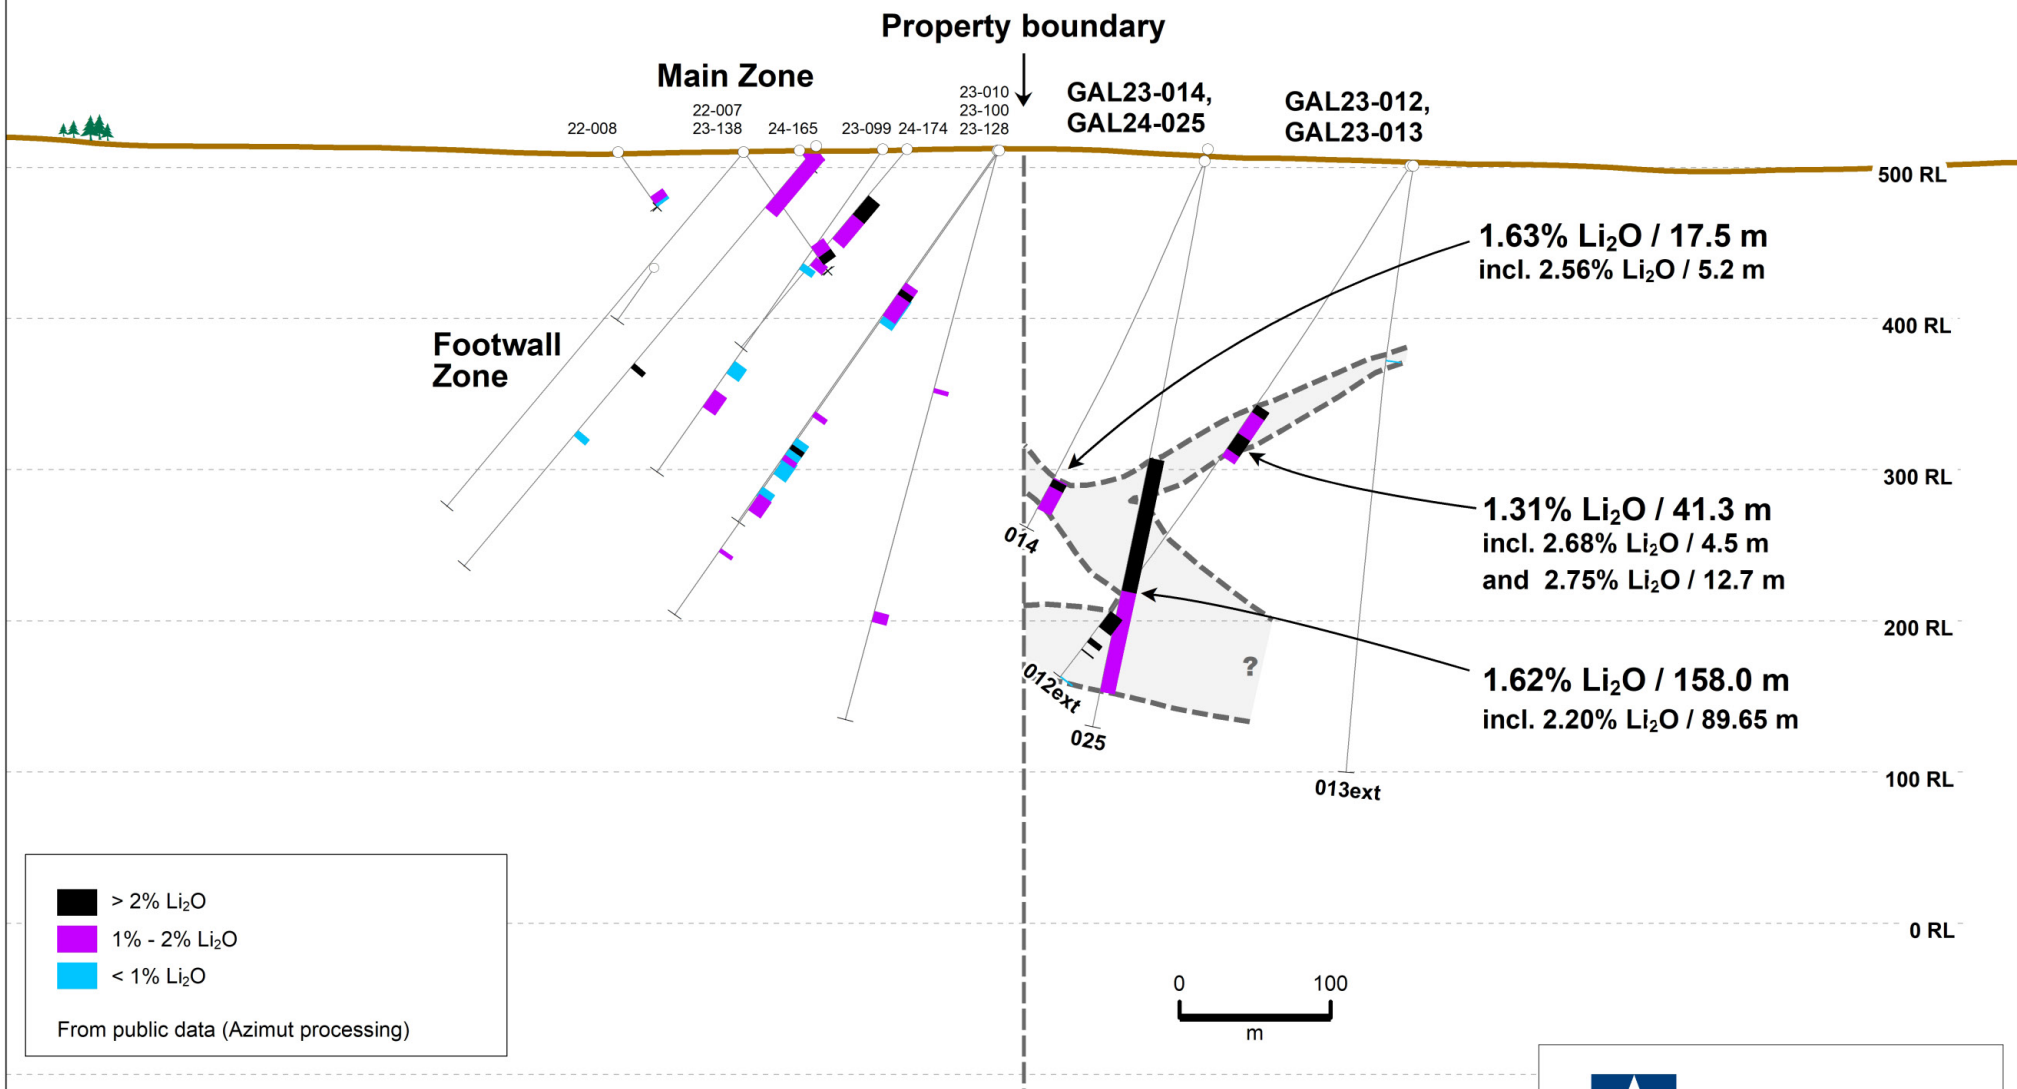 Property boundary
Main Zone
22-008
22-007
23-138
24-165
23-099
24-174
23-010
23-100
23-128
GAL23-014,
GAL24-025
GAL23-012,
GAL23-013
500 RL
1.63% Li₂O / 17.5 m
incl. 2.56% Li₂O / 5.2 m
400 RL
Footwall
Zone
300 RL
?
014
1.31% Li₂O / 41.3 m
incl. 2.68% Li₂O / 4.5 m
and 2.75% Li₂O / 12.7 m
200 RL
?
012ext
025
1.62% Li₂O / 158.0 m
incl. 2.20% Li₂O / 89.65 m
100 RL
013ext
> 2% Li₂O
1% - 2% Li₂O
< 1% Li₂O
From public data (Azimut processing)
0 RL
0 100
m